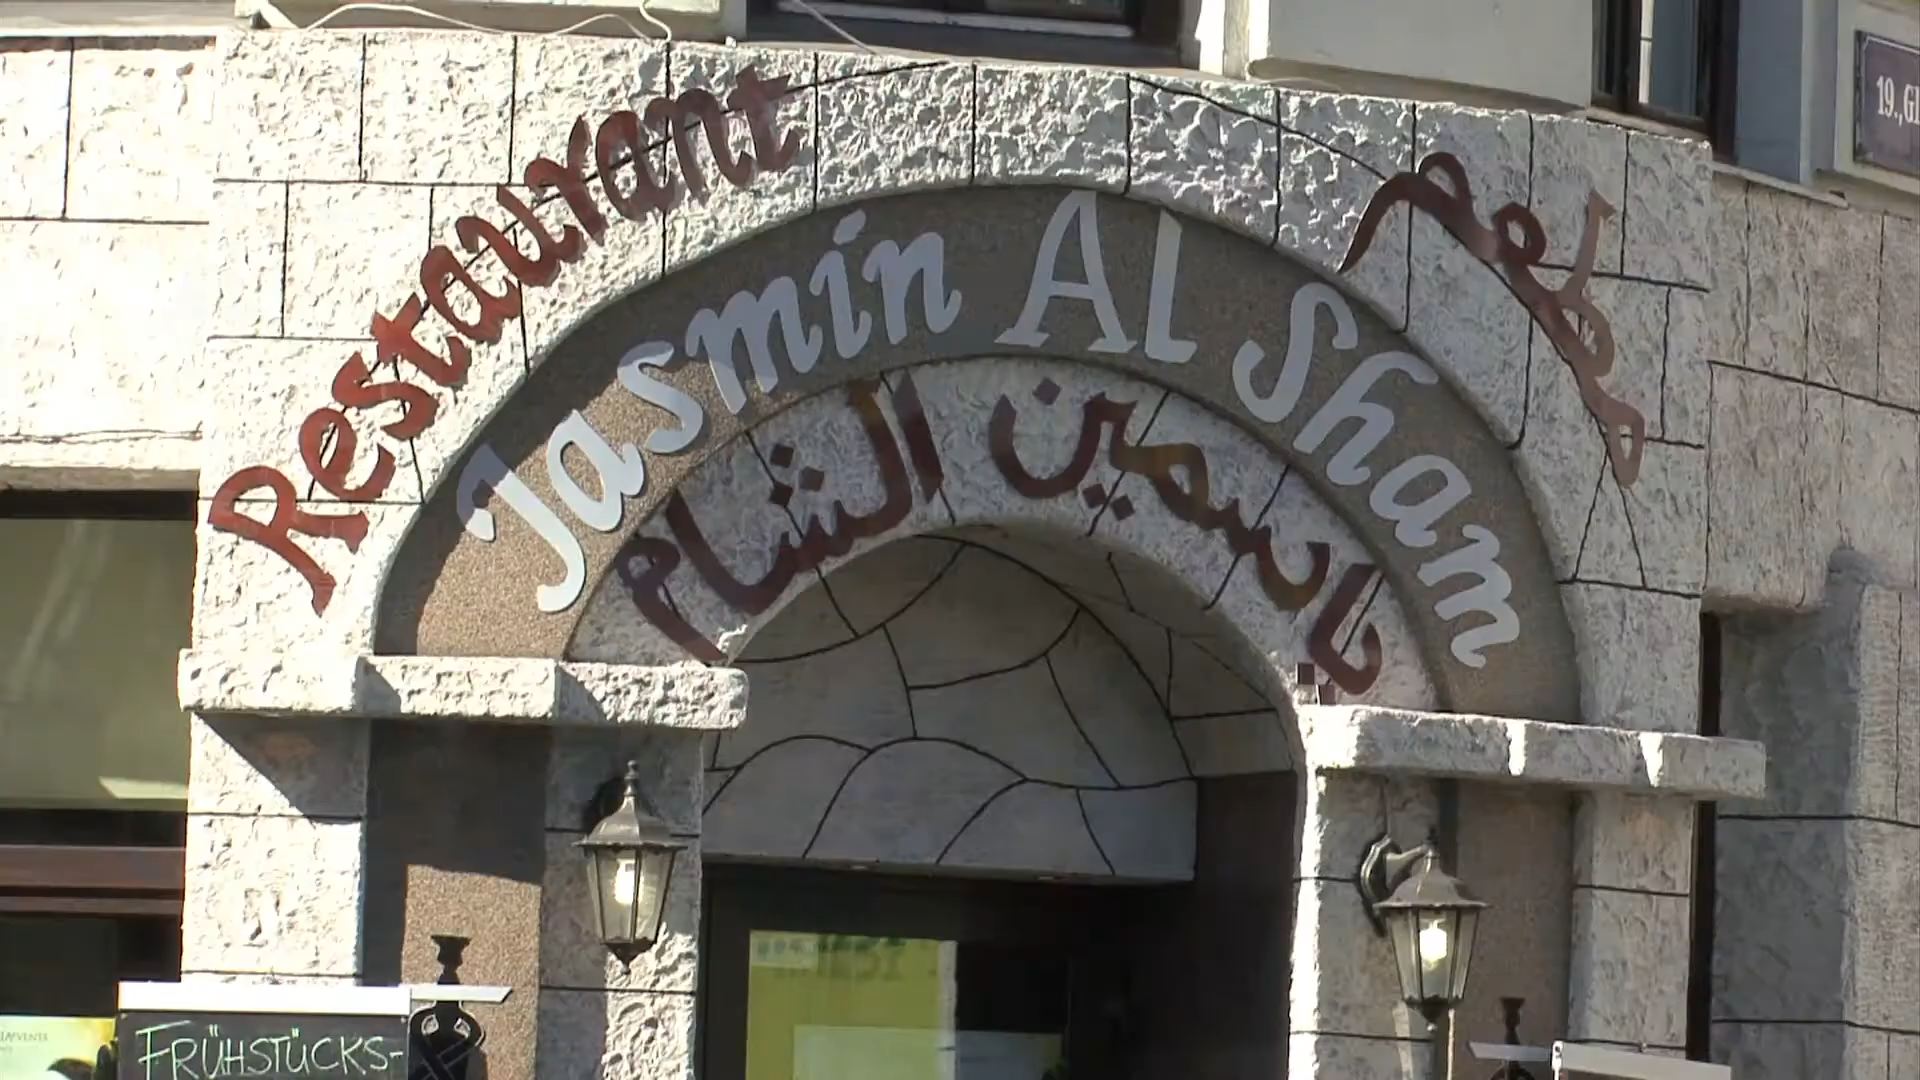 Restaurant
مطعم
Jasmin Al Sham
ياسمين الشام
19.,G
FRÜHSTÜCKS-